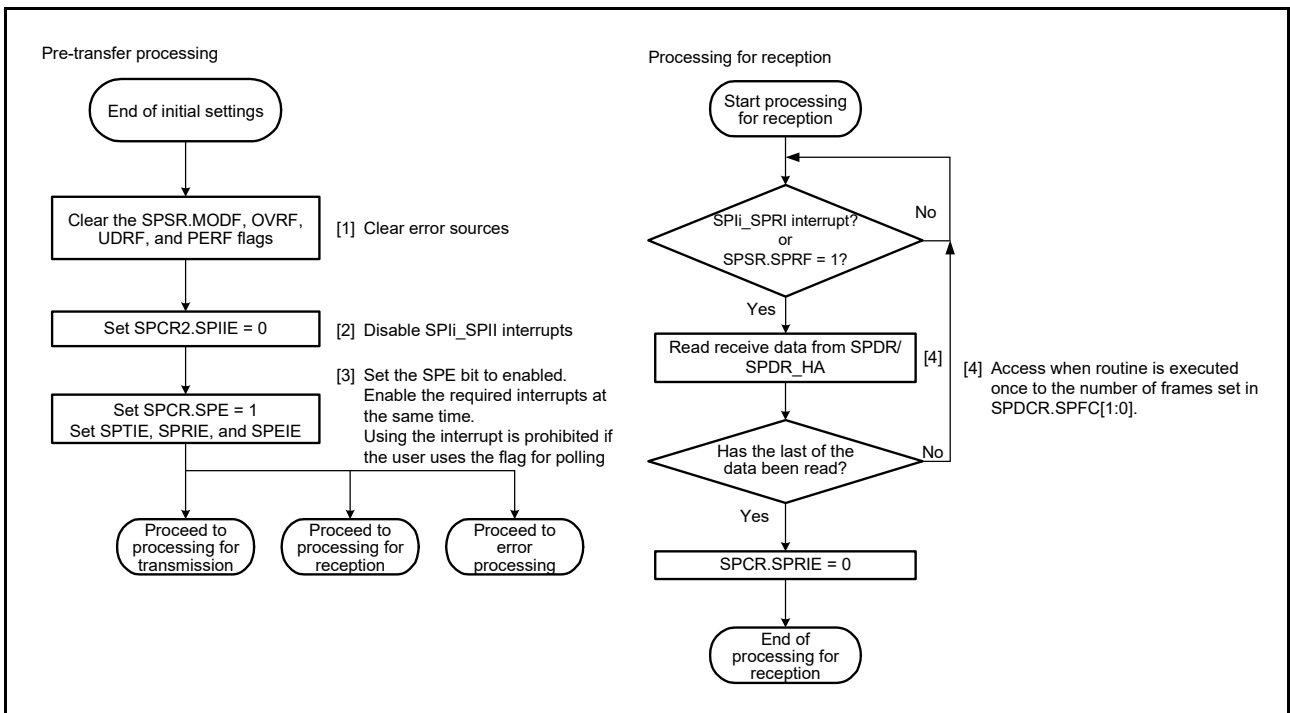 Pre-transfer processing
End of initial settings
Clear the SPSR.MODF, OVRF,
UDRF, and PERF flags
[1] Clear error sources
Set SPCR2.SPIIE = 0
[2] Disable SPIi_SPII interrupts
Set SPCR.SPE = 1
Set SPTIE, SPRIE, and SPEIE
[3] Set the SPE bit to enabled.
Enable the required interrupts at
the same time.
Using the interrupt is prohibited if
the user uses the flag for polling
Proceed to
processing for
transmission
Proceed to
processing for
reception
Proceed to
error
processing
Processing for reception
Start processing
for reception
SPIi_SPRI interrupt?
or
SPSR.SPRF = 1?
No
Yes
Read receive data from SPDR/
SPDR_HA
[4]
[4] Access when routine is executed
once to the number of frames set in
SPDCR.SPFC[1:0].
Has the last of the
data been read?
No
Yes
SPCR.SPRIE = 0
End of
processing for
reception